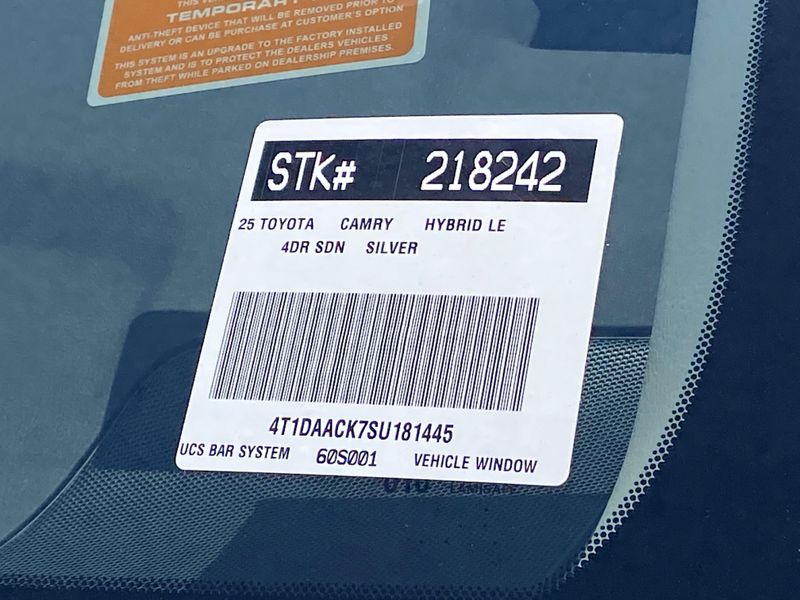 THIS VE
TEMPORARY
ANTI-THEFT DEVICE THAT WILL BE REMOVED PRIOR TO
DELIVERY OR CAN BE PURCHASE AT CUSTOMER'S OPTION
THIS SYSTEM IS AN UPGRADE TO THE FACTORY INSTALLED
SYSTEM AND IS TO PROTECT THE DEALERS VEHICLES
FROM THEFT WHILE PARKED ON DEALERSHIP PREMISES.
STK# 218242
25 TOYOTA CAMRY HYBRID LE
4DR SDN SILVER
4T1DAACK7SU181445
UCS BAR SYSTEM 60S001 VEHICLE WINDOW